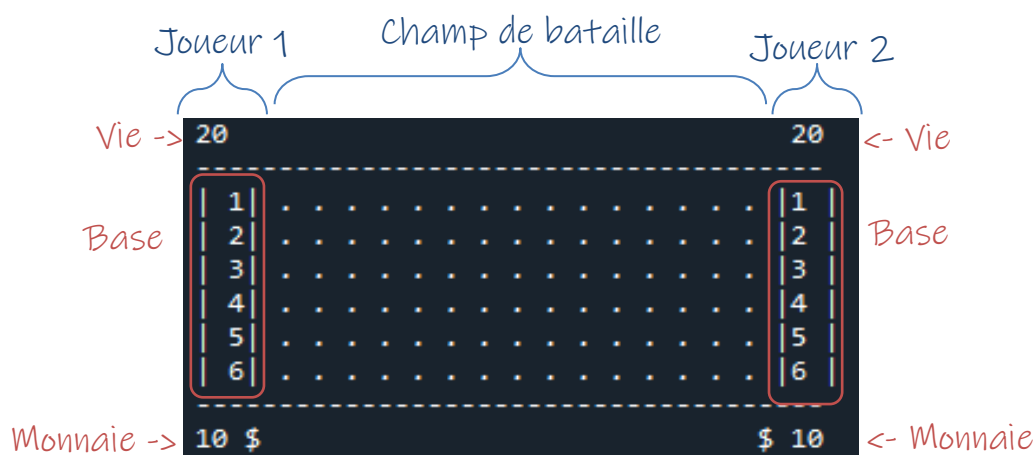 Joueur 1 Champ de bataille Joueur 2
Vie -> 20 20 <- Vie
--------------------------------------
| 1| . . . . . . . . . . . . . . . |1 |
| 2| . . . . . . . . . . . . . . . |2 |
Base Base
| 3| . . . . . . . . . . . . . . . |3 |
| 4| . . . . . . . . . . . . . . . |4 |
| 5| . . . . . . . . . . . . . . . |5 |
| 6| . . . . . . . . . . . . . . . |6 |
--------------------------------------
Monnaie -> 10 $ $ 10 <- Monnaie